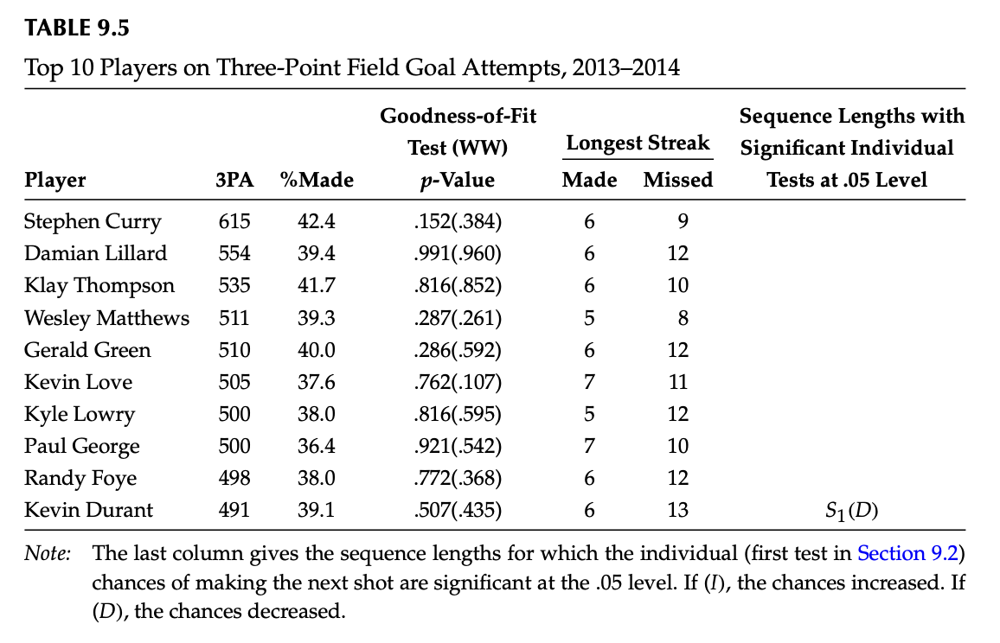 TABLE 9.5
Top 10 Players on Three-Point Field Goal Attempts, 2013–2014
Goodness-of-Fit Sequence Lengths with
Test (WW) Longest Streak Significant Individual
Player 3PA %Made p-Value Made Missed Tests at .05 Level
Stephen Curry 615 42.4 .152(.384) 6 9
Damian Lillard 554 39.4 .991(.960) 6 12
Klay Thompson 535 41.7 .816(.852) 6 10
Wesley Matthews 511 39.3 .287(.261) 5 8
Gerald Green 510 40.0 .286(.592) 6 12
Kevin Love 505 37.6 .762(.107) 7 11
Kyle Lowry 500 38.0 .816(.595) 5 12
Paul George 500 36.4 .921(.542) 7 10
Randy Foye 498 38.0 .772(.368) 6 12
Kevin Durant 491 39.1 .507(.435) 6 13 S₁(D)
Note: The last column gives the sequence lengths for which the individual (first test in Section 9.2)
chances of making the next shot are significant at the .05 level. If (I), the chances increased. If
(D), the chances decreased.